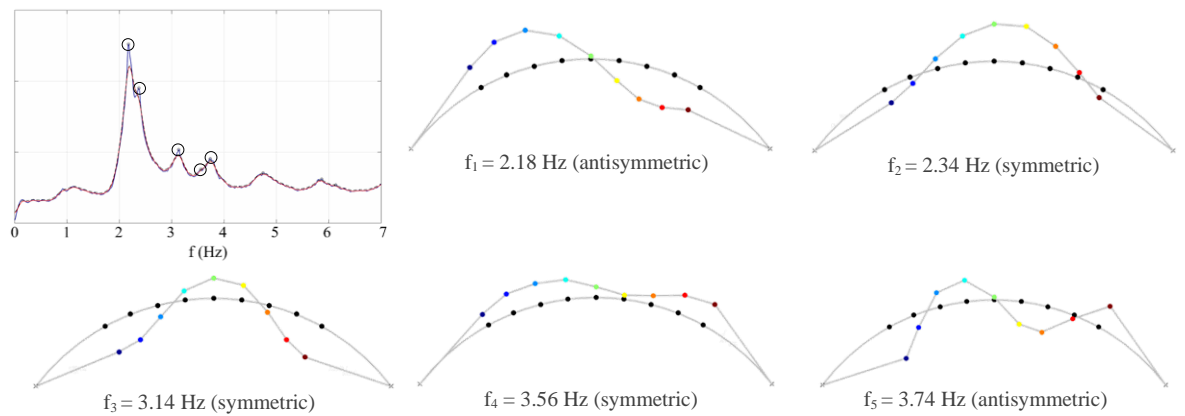 0 1 2 3 4 5 6 7
f (Hz)
f₁ = 2.18 Hz (antisymmetric)
f₂ = 2.34 Hz (symmetric)
f₃ = 3.14 Hz (symmetric)
f₄ = 3.56 Hz (symmetric)
f₅ = 3.74 Hz (antisymmetric)